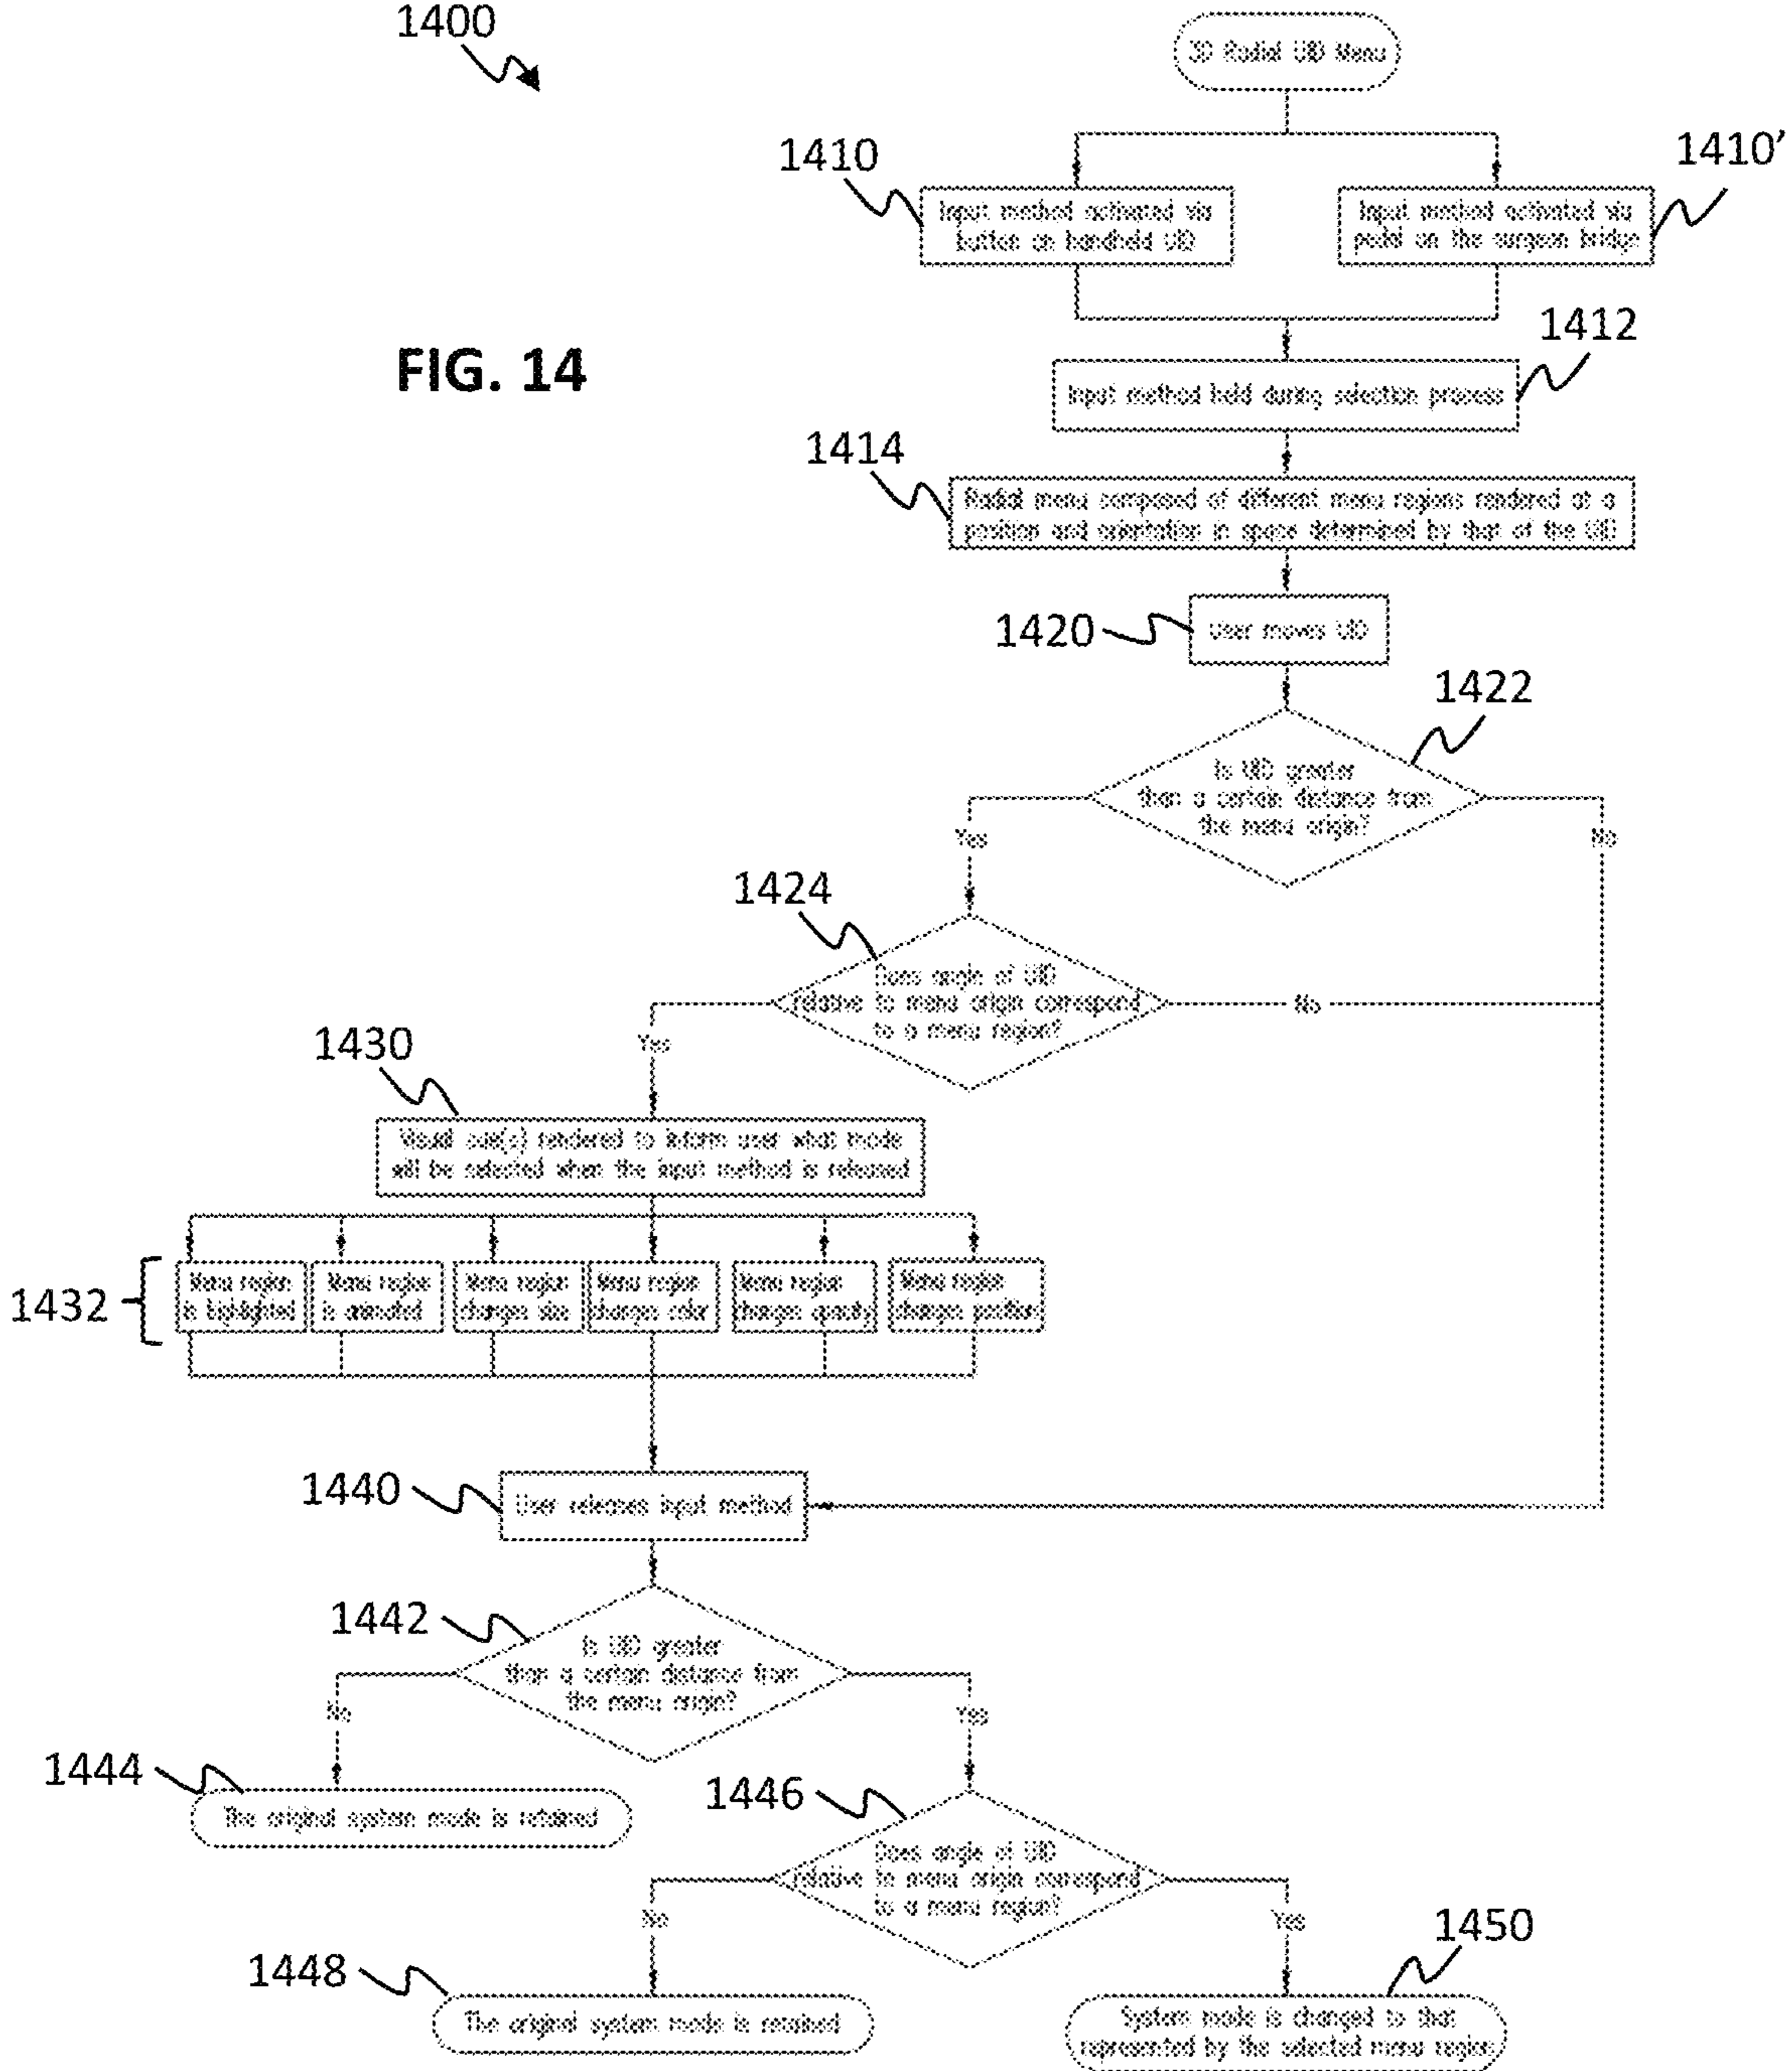 1400
3D Radial UID Menu
1410
1410'
Input method activated via
button on handheld UID
Input method activated via
pedal on the surgeon bridge
FIG. 14
1412
Input method held during selection process
1414
Radial menu composed of different menu regions rendered at a
position and orientation in space determined by that of the UID
1420
User moves UID
1422
Is UID greater
than a certain distance from
the menu origin?
Yes
No
1424
Does angle of UID
relative to menu origin correspond
to a menu region?
No
Yes
1430
Visual cue(s) rendered to inform user what mode
will be selected when the input method is released
1432
Menu region
is highlighted
Menu region
is animated
Menu region
changes size
Menu region
changes color
Menu region
changes opacity
Menu region
changes position
1440
User releases input method
1442
Is UID greater
than a certain distance from
the menu origin?
No
Yes
1444
The original system mode is retained
1446
Does angle of UID
relative to menu origin correspond
to a menu region?
No
Yes
1448
The original system mode is retained
1450
System mode is changed to that
represented by the selected menu region